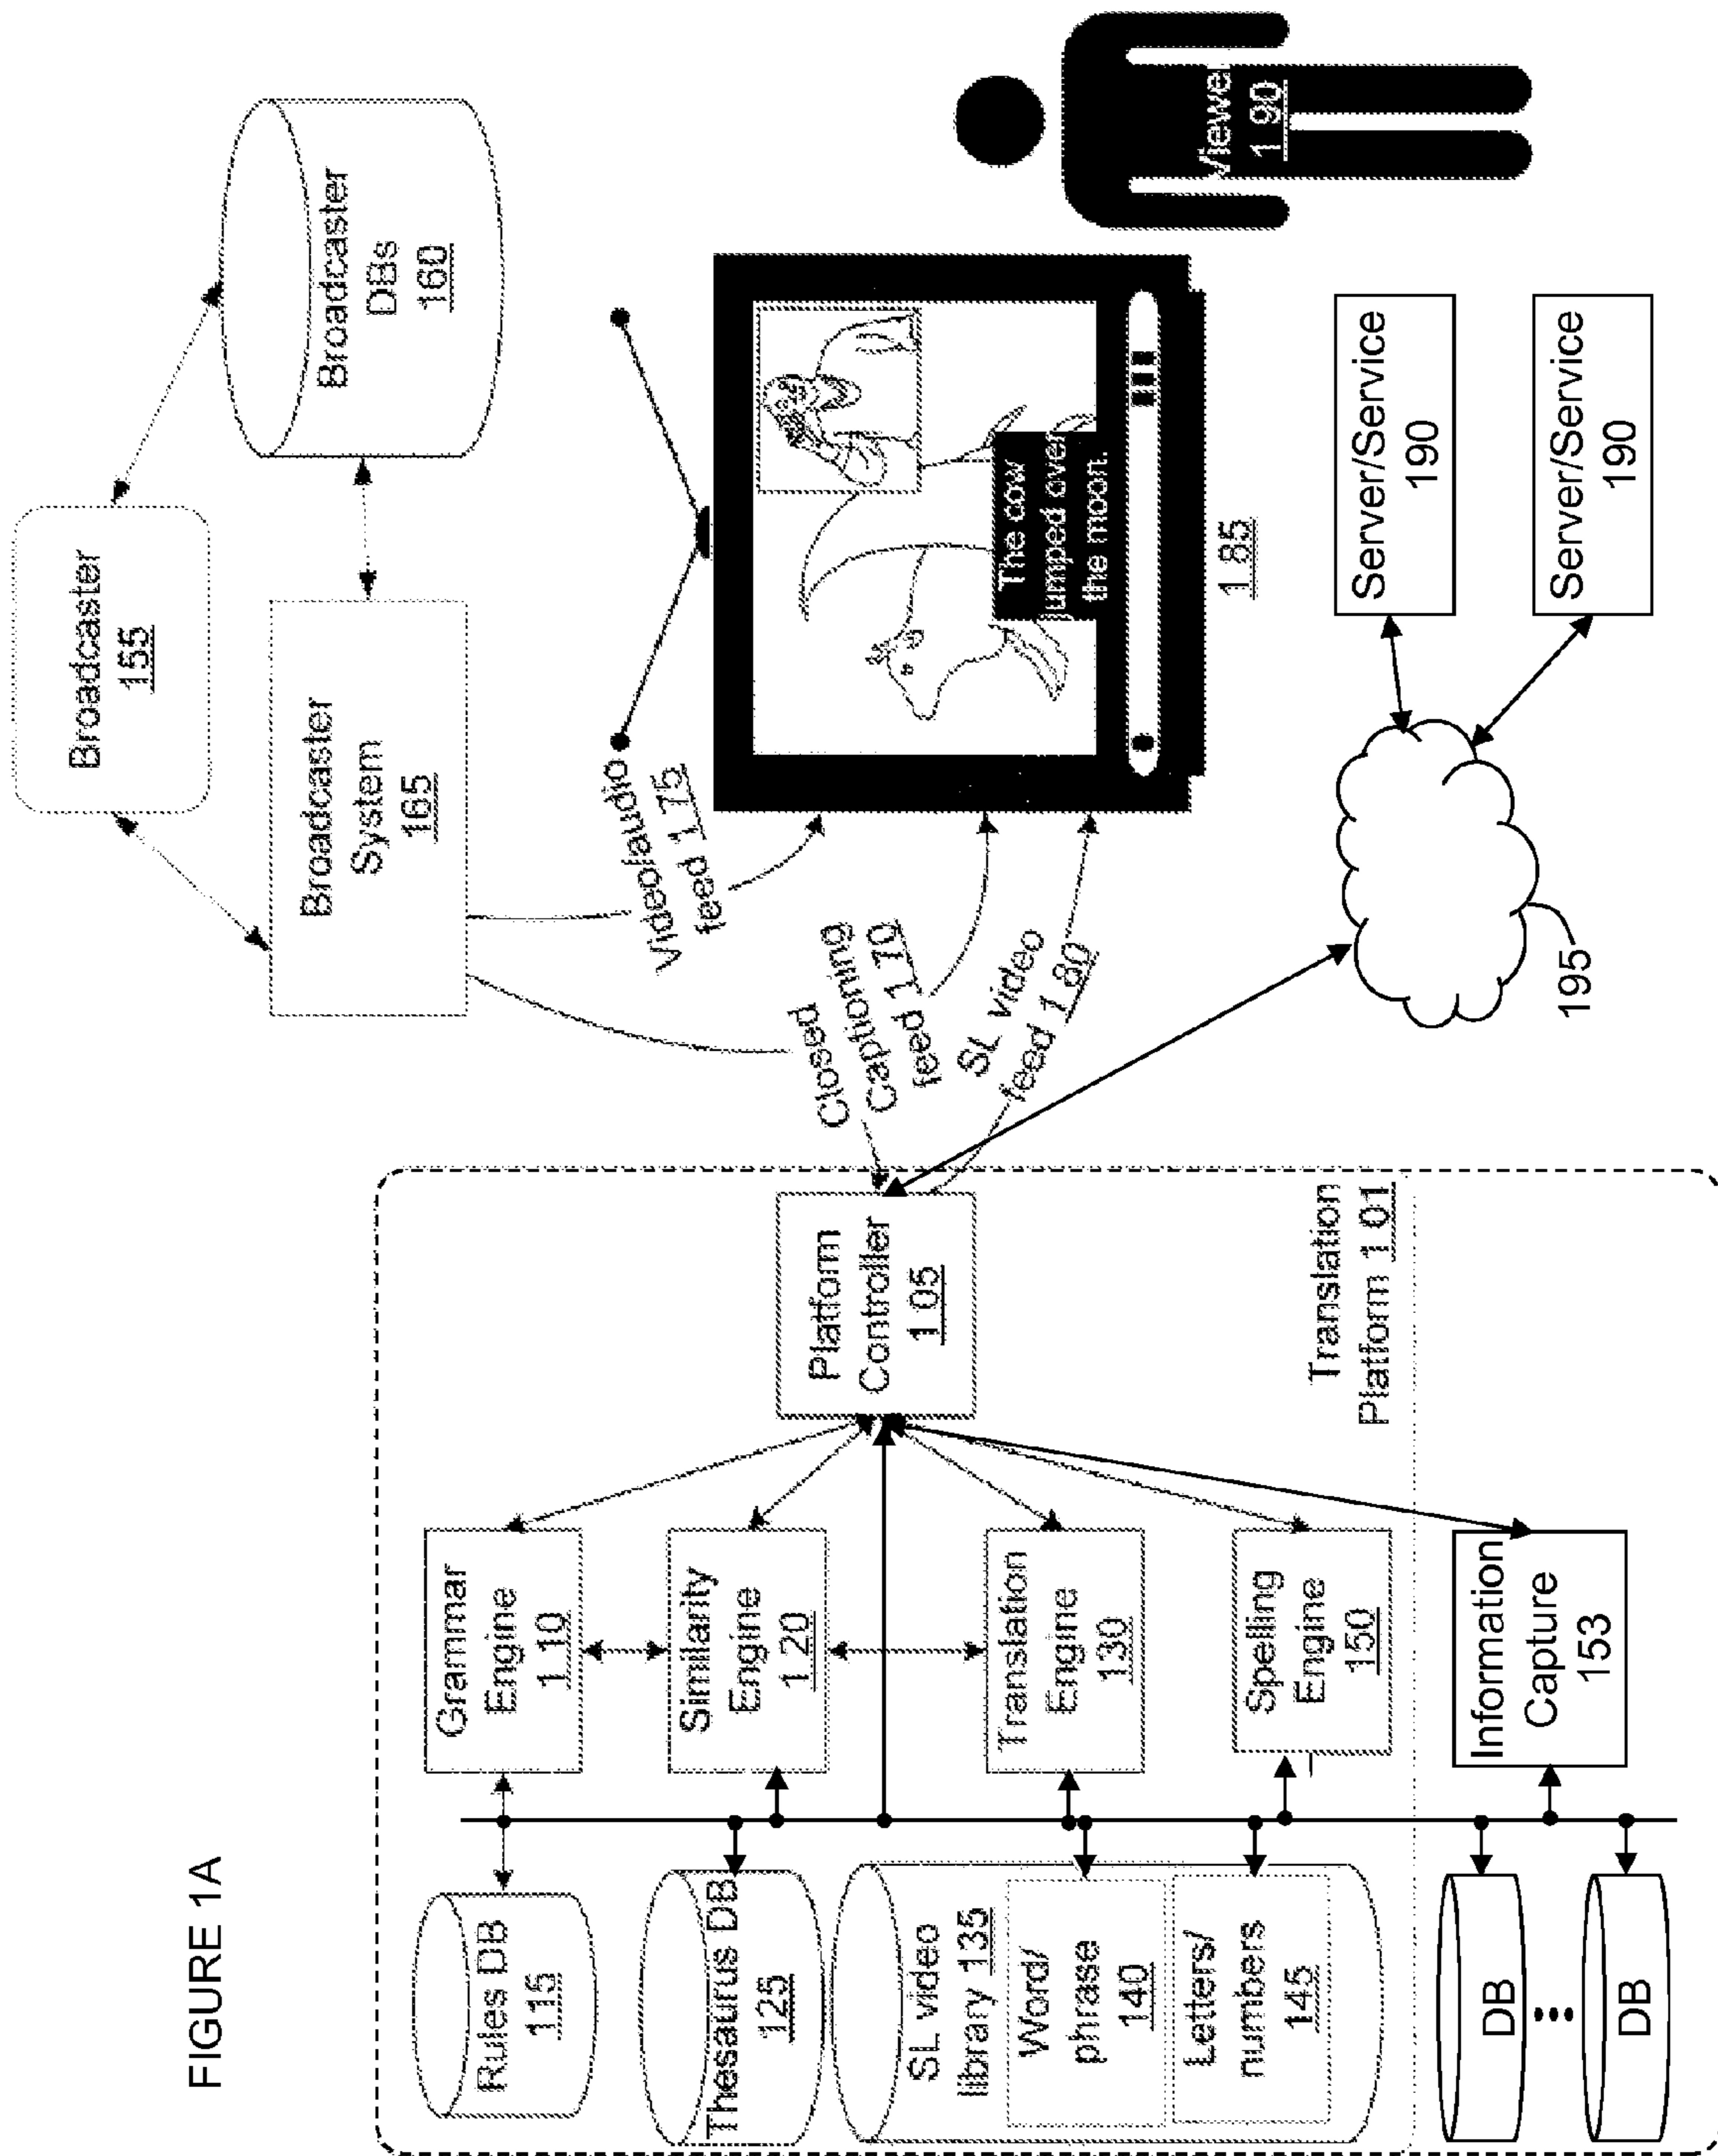 FIGURE 1A
Rules DB
115
Thesaurus DB
125
SL video
library 135
Word/
phrase
140
Letters/
numbers
145
DB
DB
Grammar
Engine
110
Similarity
Engine
120
Translation
Engine
130
Spelling
Engine
150
Information
Capture
153
Platform
Controller
105
Translation
Platform 101
Broadcaster
155
Broadcaster
System
165
Broadcaster
DBs
160
Video/audio
feed 175
Closed
Captioning
feed 170
SL video
feed 180
The cow
jumped over
the moon.
185
Viewer
190
Server/Service
190
Server/Service
190
195